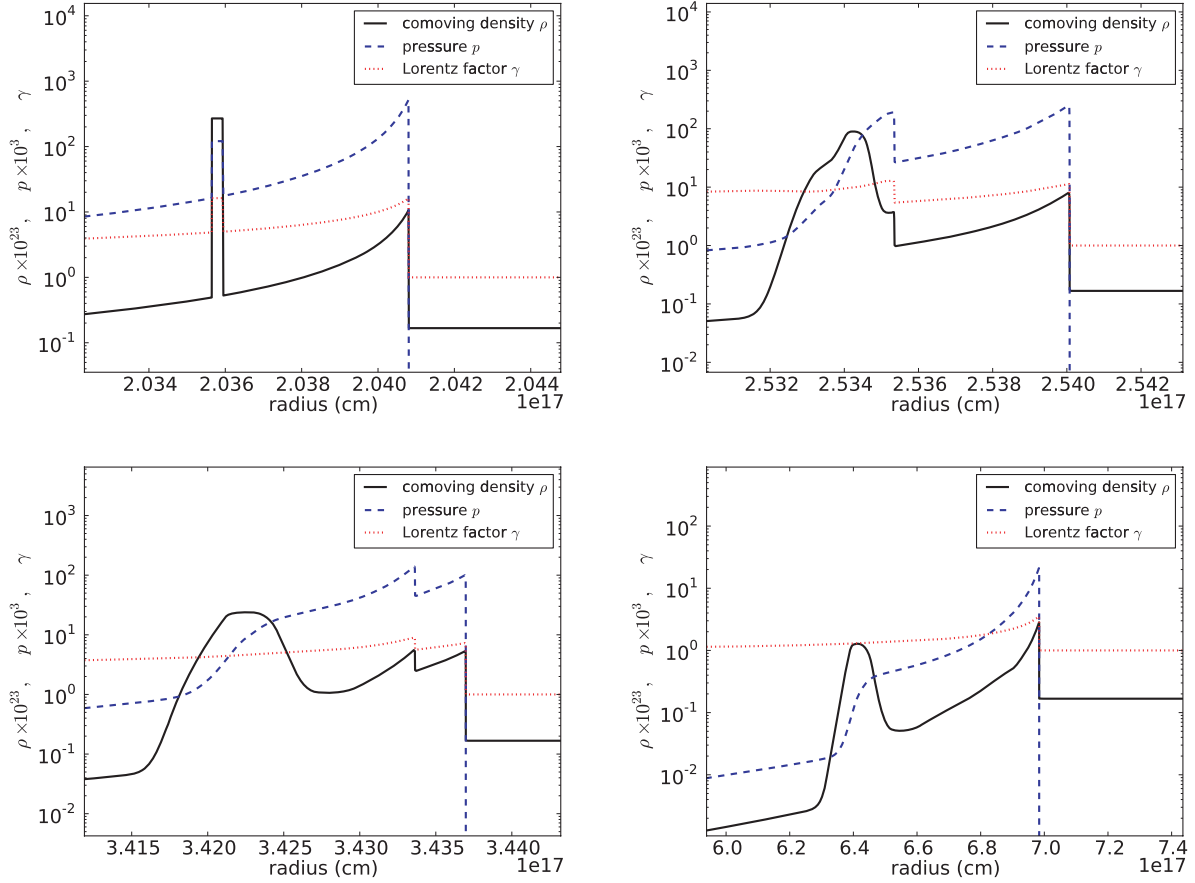 10^4
10^3
10^2
10^1
10^0
10^-1
ρ ×10^23 , p ×10^3 , γ
comoving density ρ
pressure p
Lorentz factor γ
2.034 2.036 2.038 2.040 2.042 2.044
radius (cm)
1e17
10^4
10^3
10^2
10^1
10^0
10^-1
10^-2
ρ ×10^23 , p ×10^3 , γ
comoving density ρ
pressure p
Lorentz factor γ
2.532 2.534 2.536 2.538 2.540 2.542
radius (cm)
1e17
10^3
10^2
10^1
10^0
10^-1
10^-2
ρ ×10^23 , p ×10^3 , γ
comoving density ρ
pressure p
Lorentz factor γ
3.415 3.420 3.425 3.430 3.435 3.440
radius (cm)
1e17
10^2
10^1
10^0
10^-1
10^-2
ρ ×10^23 , p ×10^3 , γ
comoving density ρ
pressure p
Lorentz factor γ
6.0 6.2 6.4 6.6 6.8 7.0 7.2 7.4
radius (cm)
1e17